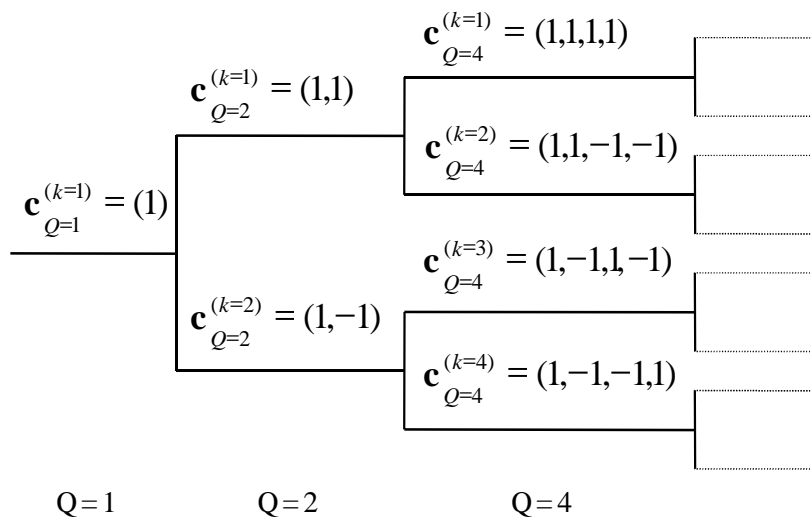 c_{Q=4}^{(k=1)} = (1,1,1,1)
c_{Q=2}^{(k=1)} = (1,1)
c_{Q=4}^{(k=2)} = (1,1,−1,−1)
c_{Q=1}^{(k=1)} = (1)
c_{Q=4}^{(k=3)} = (1,−1,1,−1)
c_{Q=2}^{(k=2)} = (1,−1)
c_{Q=4}^{(k=4)} = (1,−1,−1,1)
Q = 1 Q = 2 Q = 4